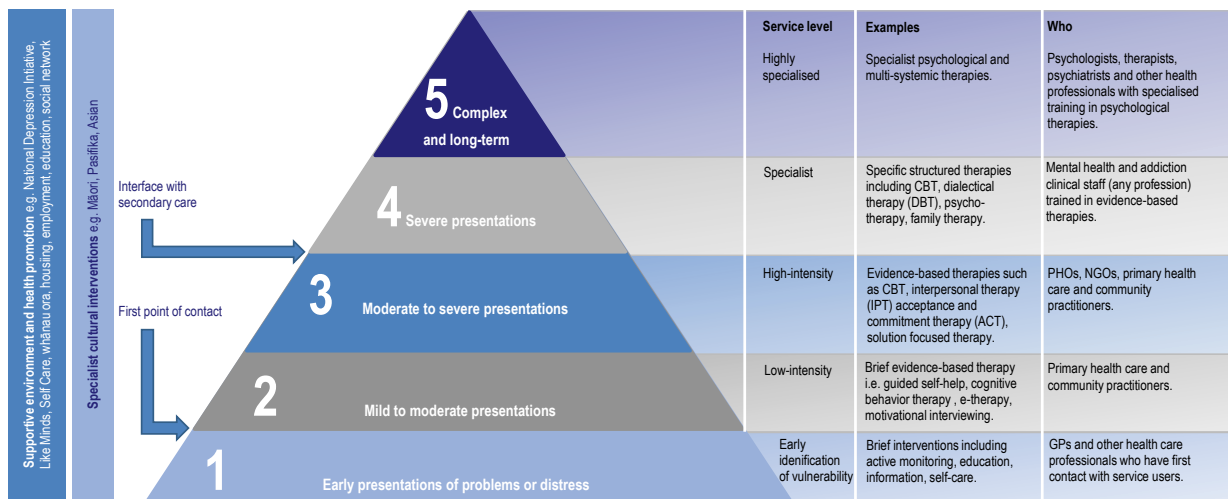 Supportive environment and health promotion e.g. National Depression Intiative,
Like Minds, Self Care, whānau ora, housing, employment, education, social network
Specialist cultural interventions e.g. Māori, Pasifika, Asian
Interface with
secondary care
First point of contact
5 Complex
and long-term
4 Severe presentations
3 Moderate to severe presentations
2 Mild to moderate presentations
1 Early presentations of problems or distress
Service level
Examples
Who
Highly
specialised
Specialist psychological and
multi-systemic therapies.
Psychologists, therapists,
psychiatrists and other health
professionals with specialised
training in psychological
therapies.
Specialist
Specific structured therapies
including CBT, dialectical
therapy (DBT), psycho-
therapy, family therapy.
Mental health and addiction
clinical staff (any profession)
trained in evidence-based
therapies.
High-intensity
Evidence-based therapies such
as CBT, interpersonal therapy
(IPT) acceptance and
commitment therapy (ACT),
solution focused therapy.
PHOs, NGOs, primary health
care and community
practitioners.
Low-intensity
Brief evidence-based therapy
i.e. guided self-help, cognitive
behavior therapy , e-therapy,
motivational interviewing.
Primary health care and
community practitioners.
Early
idenification
of vulnerability
Brief interventions including
active monitoring, education,
information, self-care.
GPs and other health care
professionals who have first
contact with service users.